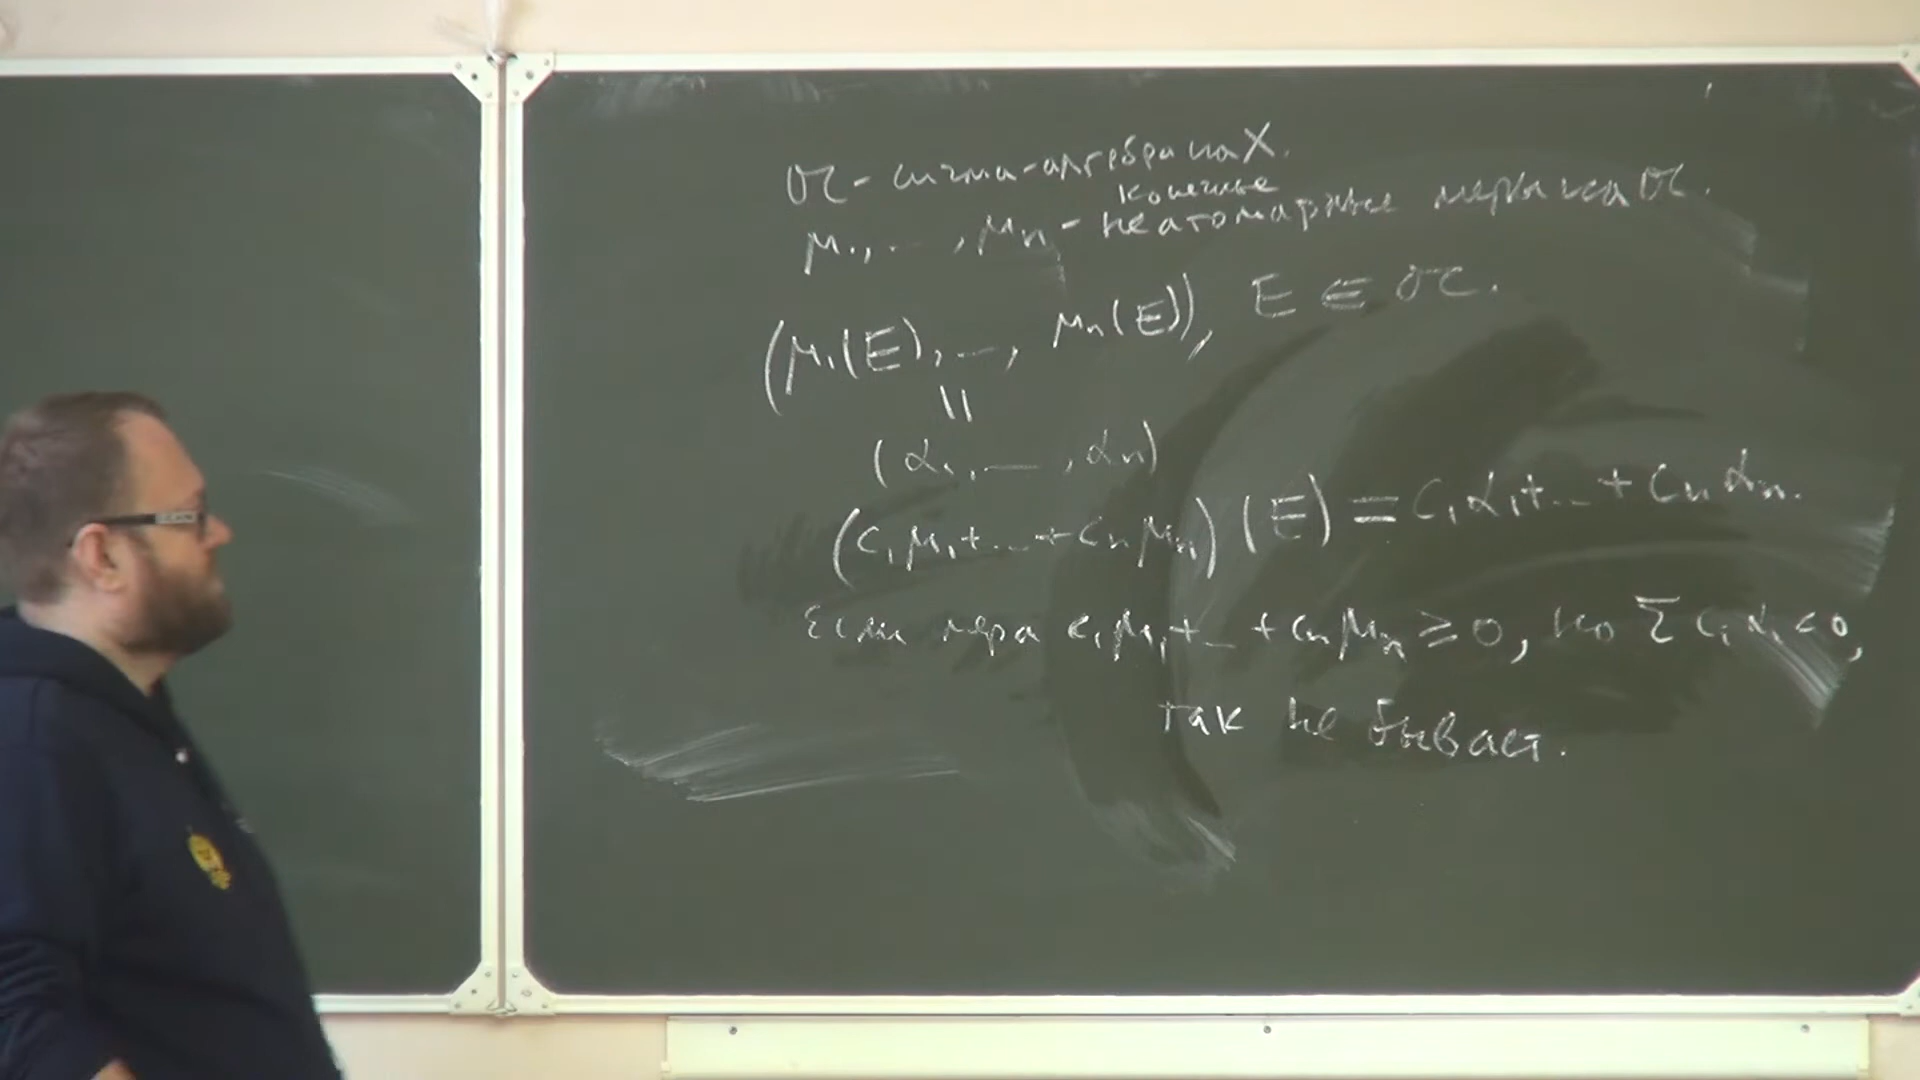 𝔄 - сигма-алгебра на X.
конечные
μ₁, ..., μₙ - неатомарные меры на 𝔄.
(μ₁(E), ..., μₙ(E)), E ∈ 𝔄.
||
(α₁, ..., αₙ)
(c₁μ₁+...+cₙμₙ)(E) = c₁α₁+...+cₙαₙ.
Если мера c₁μ₁+...+cₙμₙ ≥ 0, но Σ cᵢαᵢ < 0,
так не бывает.